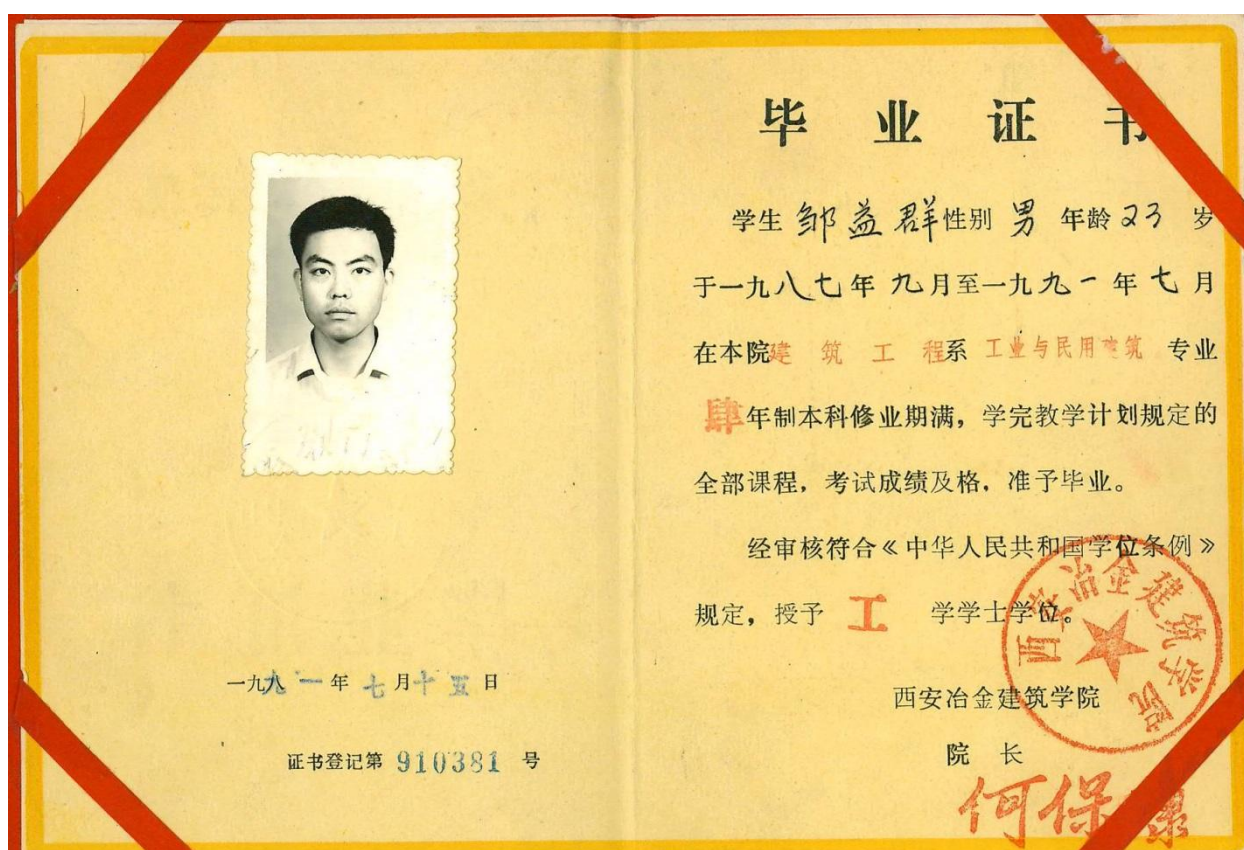 一九九一年七月十五日
证书登记第 910381 号
毕业证书
学生 邹益群 性别 男 年龄 23 岁
于一九八七年九月至一九九一年七月
在本院建筑工程系 工业与民用建筑 专业
肆年制本科修业期满，学完教学计划规定的
全部课程，考试成绩及格，准予毕业。
经审核符合《中华人民共和国学位条例》
规定，授予 工 学学士学位。
西安冶金建筑学院
西安冶金建筑学院
院长
何保康